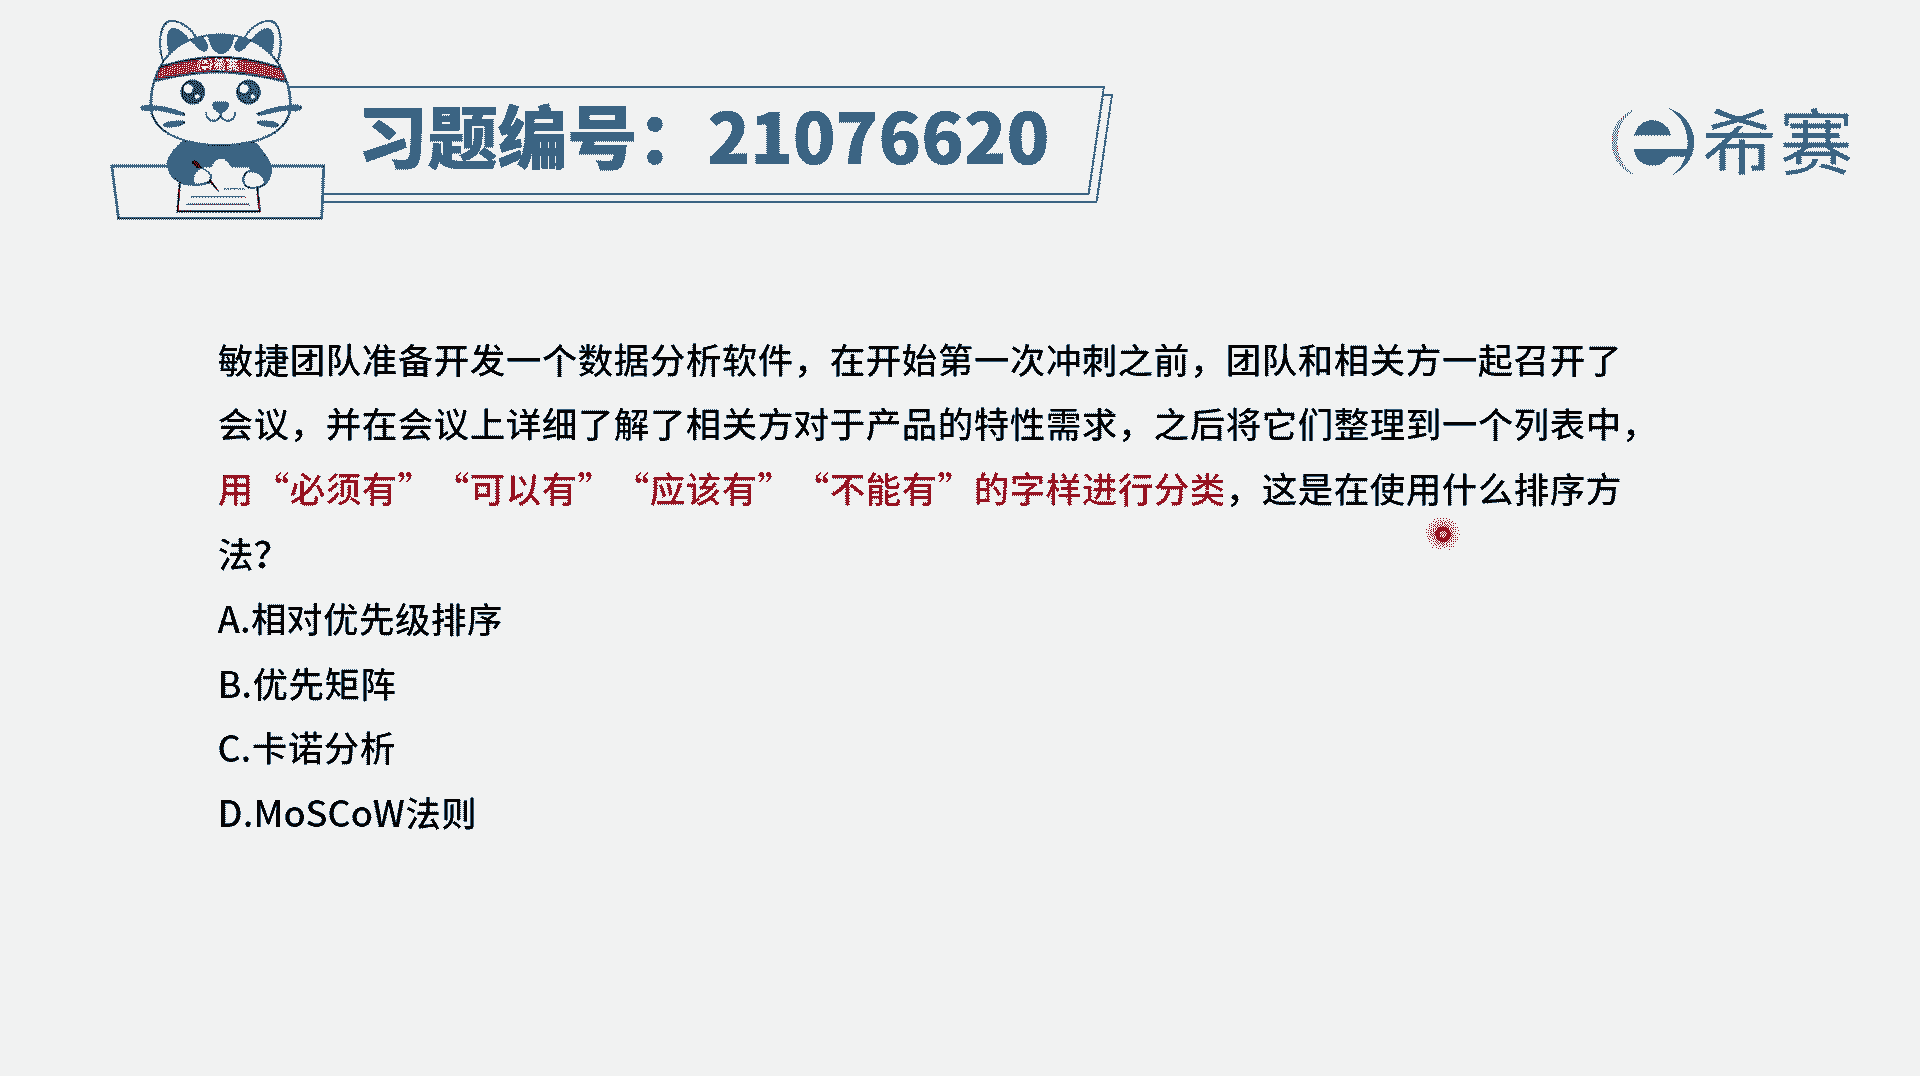 习题编号：21076620
希赛
敏捷团队准备开发一个数据分析软件，在开始第一次冲刺之前，团队和相关方一起召开了
会议，并在会议上详细了解了相关方对于产品的特性需求，之后将它们整理到一个列表中，
用“必须有”“可以有”“应该有”“不能有”的字样进行分类，这是在使用什么排序方
法？
A.相对优先级排序
B.优先矩阵
C.卡诺分析
D.MoSCoW法则